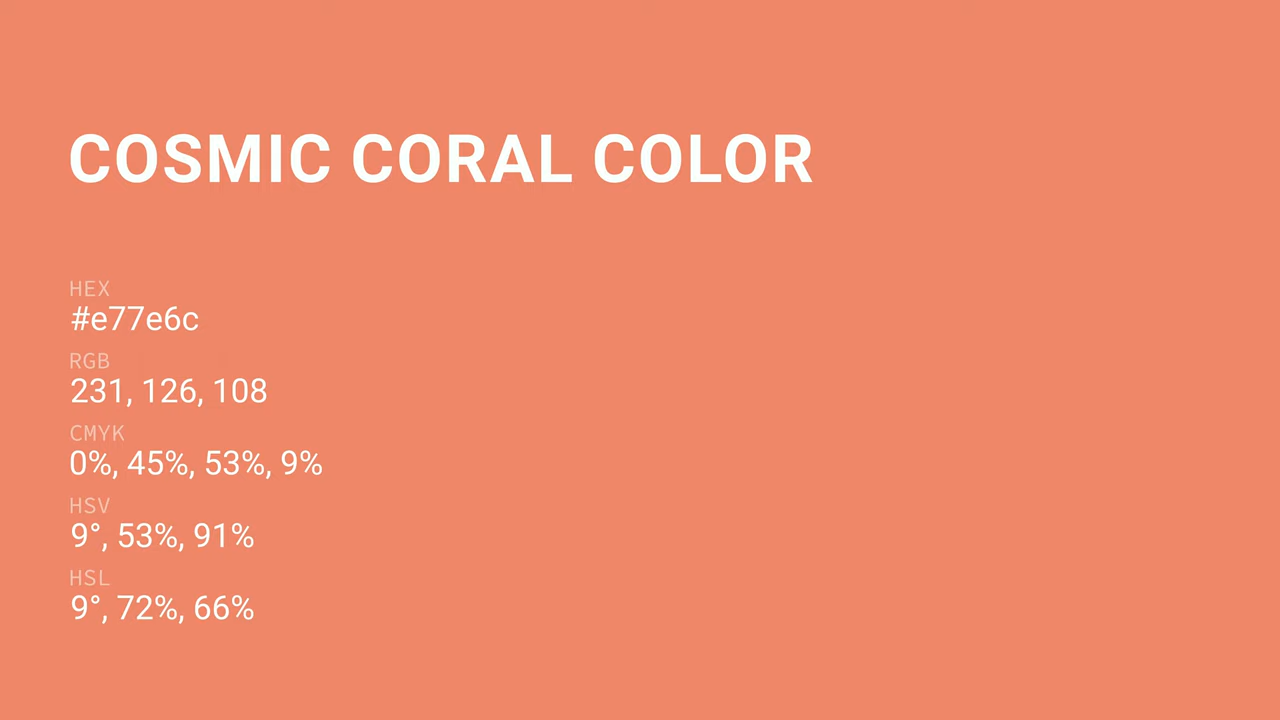 COSMIC CORAL COLOR
HEX
#e77e6c
RGB
231, 126, 108
CMYK
0%, 45%, 53%, 9%
HSV
9°, 53%, 91%
HSL
9°, 72%, 66%